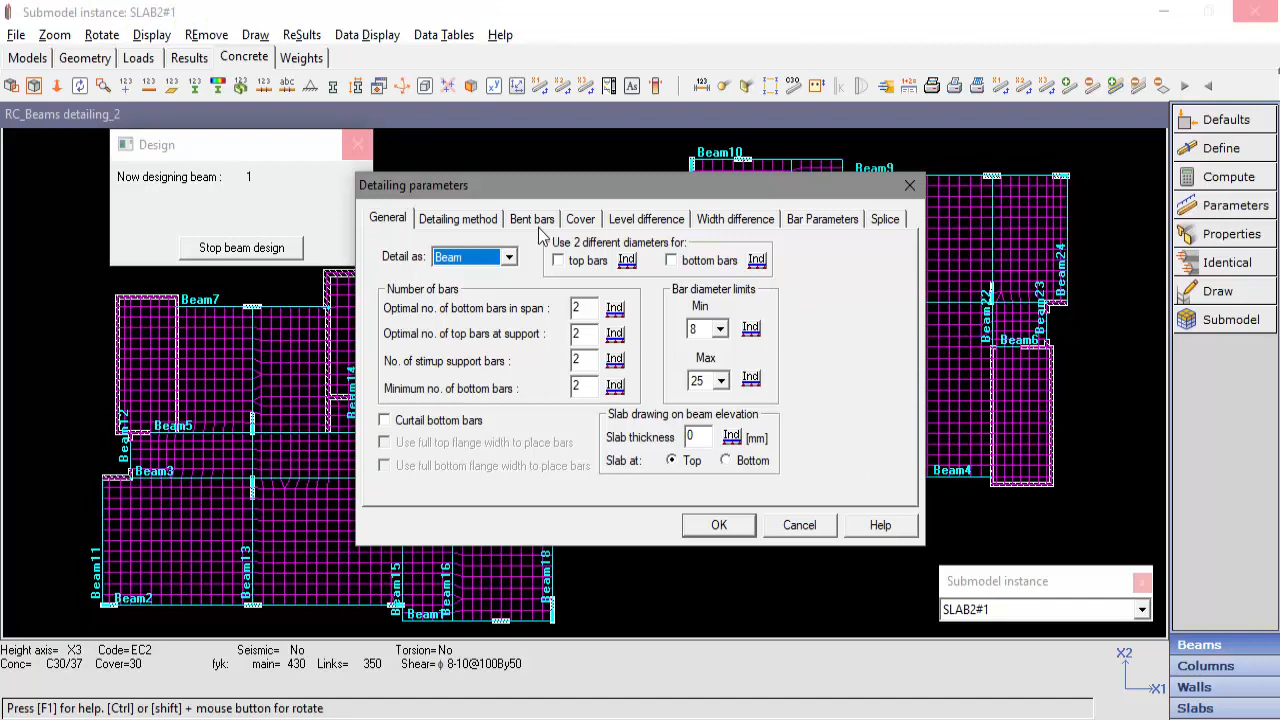 Submodel instance: SLAB2#1
File Zoom Rotate Display REmove Draw REsults Data Display Data Tables Help
Models Geometry Loads Results Concrete Weights
RC_Beams detailing_2
Design
Now designing beam : 1
Stop beam design
Detailing parameters
General Detailing method Bent bars Cover Level difference Width difference Bar Parameters Splice
Detail as: Beam
Use 2 different diameters for:
top bars Ind bottom bars Ind
Number of bars
Optimal no. of bottom bars in span : 2 Ind
Optimal no. of top bars at support : 2 Ind
No. of stirrup support bars : 2 Ind
Minimum no. of bottom bars : 2 Ind
Bar diameter limits
Min
8 Ind
Max
25 Ind
Curtail bottom bars
Use full top flange width to place bars
Use full bottom flange width to place bars
Slab drawing on beam elevation
Slab thickness 0 Ind [mm]
Slab at: Top Bottom
OK Cancel Help
Beam10
Beam9
Beam7
Beam24
Beam23
Beam22
Beam6
Beam14
Beam5
Beam12
Beam3
Beam4
Beam11
Beam13
Beam15
Beam16
Beam18
Beam2
Beam1
Defaults
Define
Compute
Parameters
Properties
Identical
Draw
Submodel
Submodel instance
SLAB2#1
Beams
Columns
Walls
Slabs
Height axis= X3 Code=EC2 Seismic= No Torsion=No
Conc= C30/37 Cover=30 fyk: main= 430 Links= 350 Shear=ϕ 8-10@100By50
X2
X1
Press [F1] for help. [Ctrl] or [shift] + mouse button for rotate